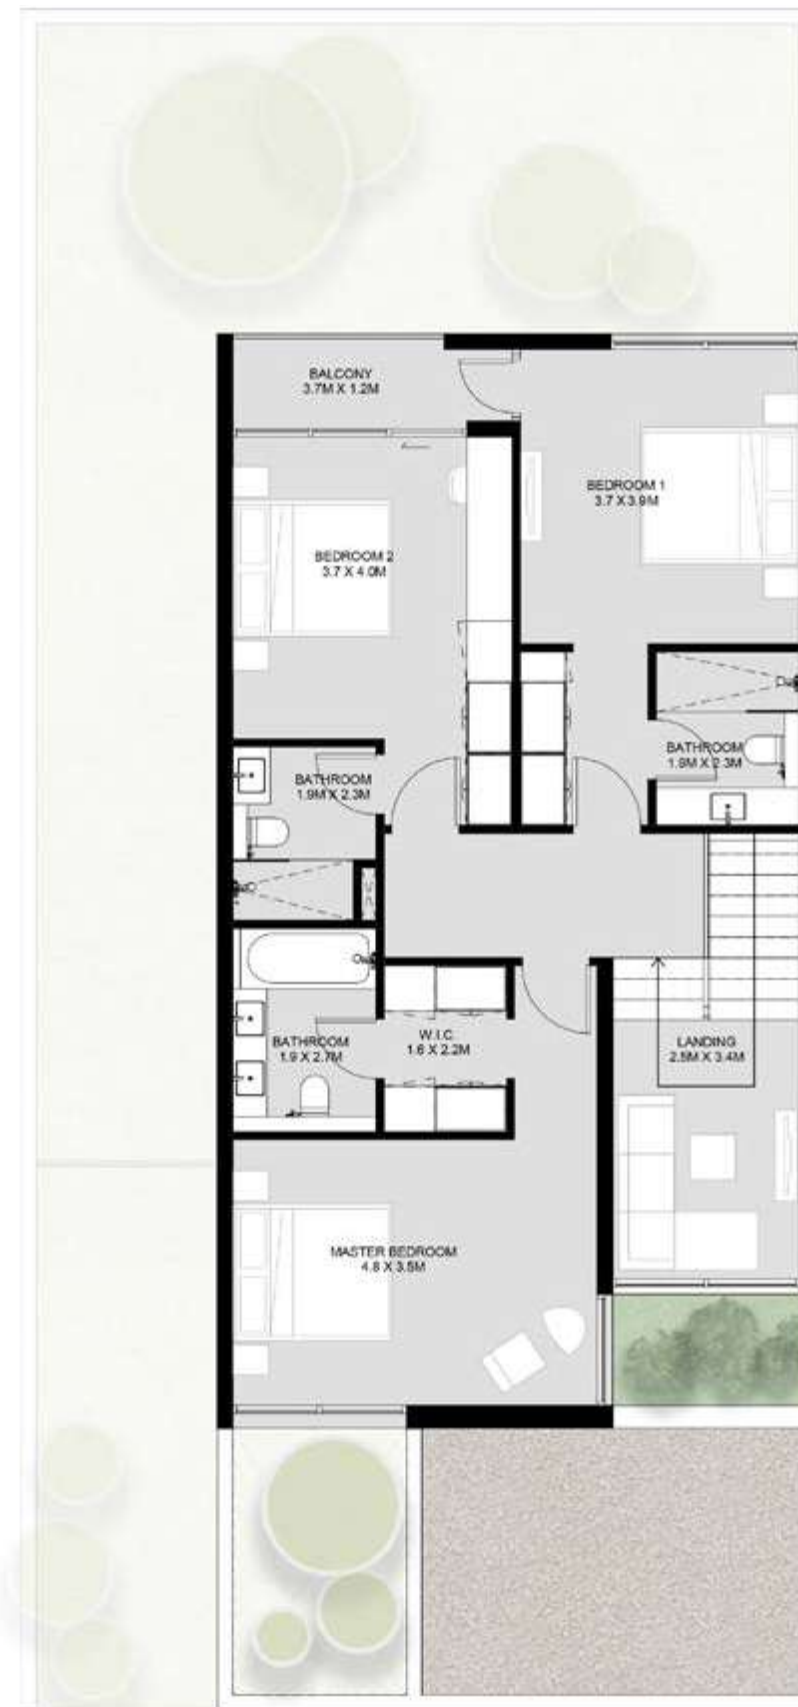 BALCONY
3.7M X 1.2M
BEDROOM 1
3.7 X 3.9M
BEDROOM 2
3.7 X 4.0M
BATHROOM
1.9M X 2.3M
BATHROOM
1.9M X 2.3M
BATHROOM
1.9 X 2.7M
W.I.C.
1.6 X 2.2M
LANDING
2.5M X 3.4M
MASTER BEDROOM
4.8 X 3.5M